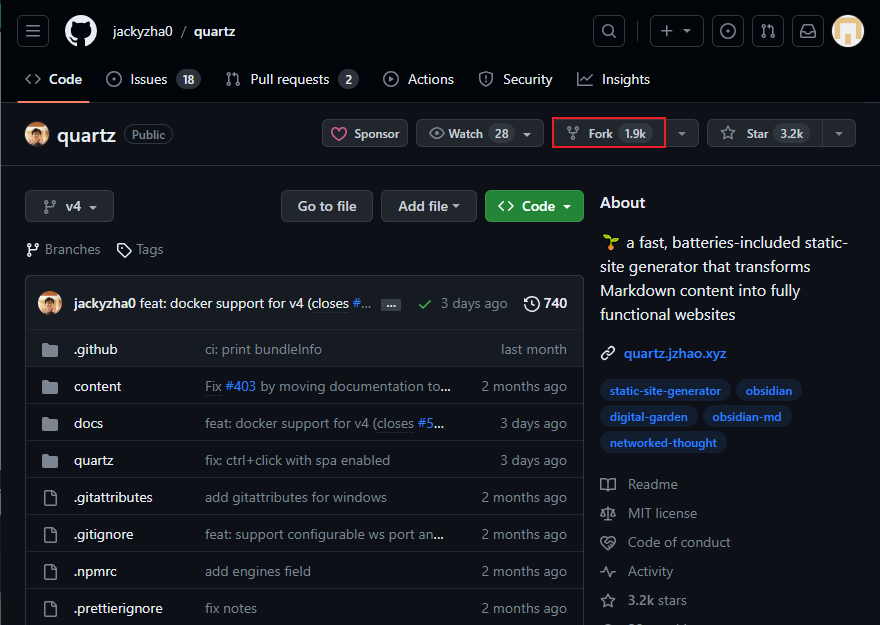 jackyzha0 / quartz
Code Issues 18 Pull requests 2 Actions Security Insights
quartz Public Sponsor Watch 28 Fork 1.9k Star 3.2k
v4 Go to file Add file Code
Branches Tags
jackyzha0 feat: docker support for v4 (closes #... ... 3 days ago 740
.github ci: print bundleInfo last month
content Fix #403 by moving documentation to... 2 months ago
docs feat: docker support for v4 (closes #5... 3 days ago
quartz fix: ctrl+click with spa enabled 3 days ago
.gitattributes add gitattributes for windows 2 months ago
.gitignore feat: support configurable ws port an... 2 months ago
.npmrc add engines field 2 months ago
.prettierignore fix notes 2 months ago
About
a fast, batteries-included static-
site generator that transforms
Markdown content into fully
functional websites
quartz.jzhao.xyz
static-site-generator obsidian
digital-garden obsidian-md
networked-thought
Readme
MIT license
Code of conduct
Activity
3.2k stars